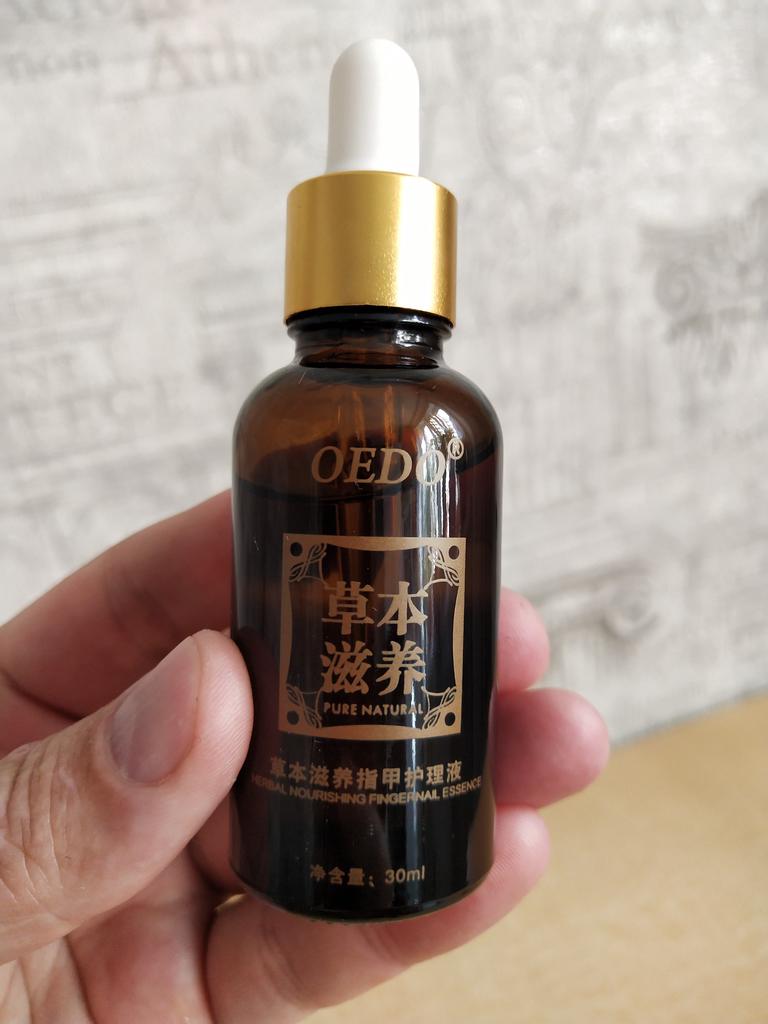 Athen
OEDO®
草本
滋养
PURE NATURAL
草本滋养指甲护理液
HERBAL NOURISHING FINGERNAIL ESSENCE
净含量：30ml